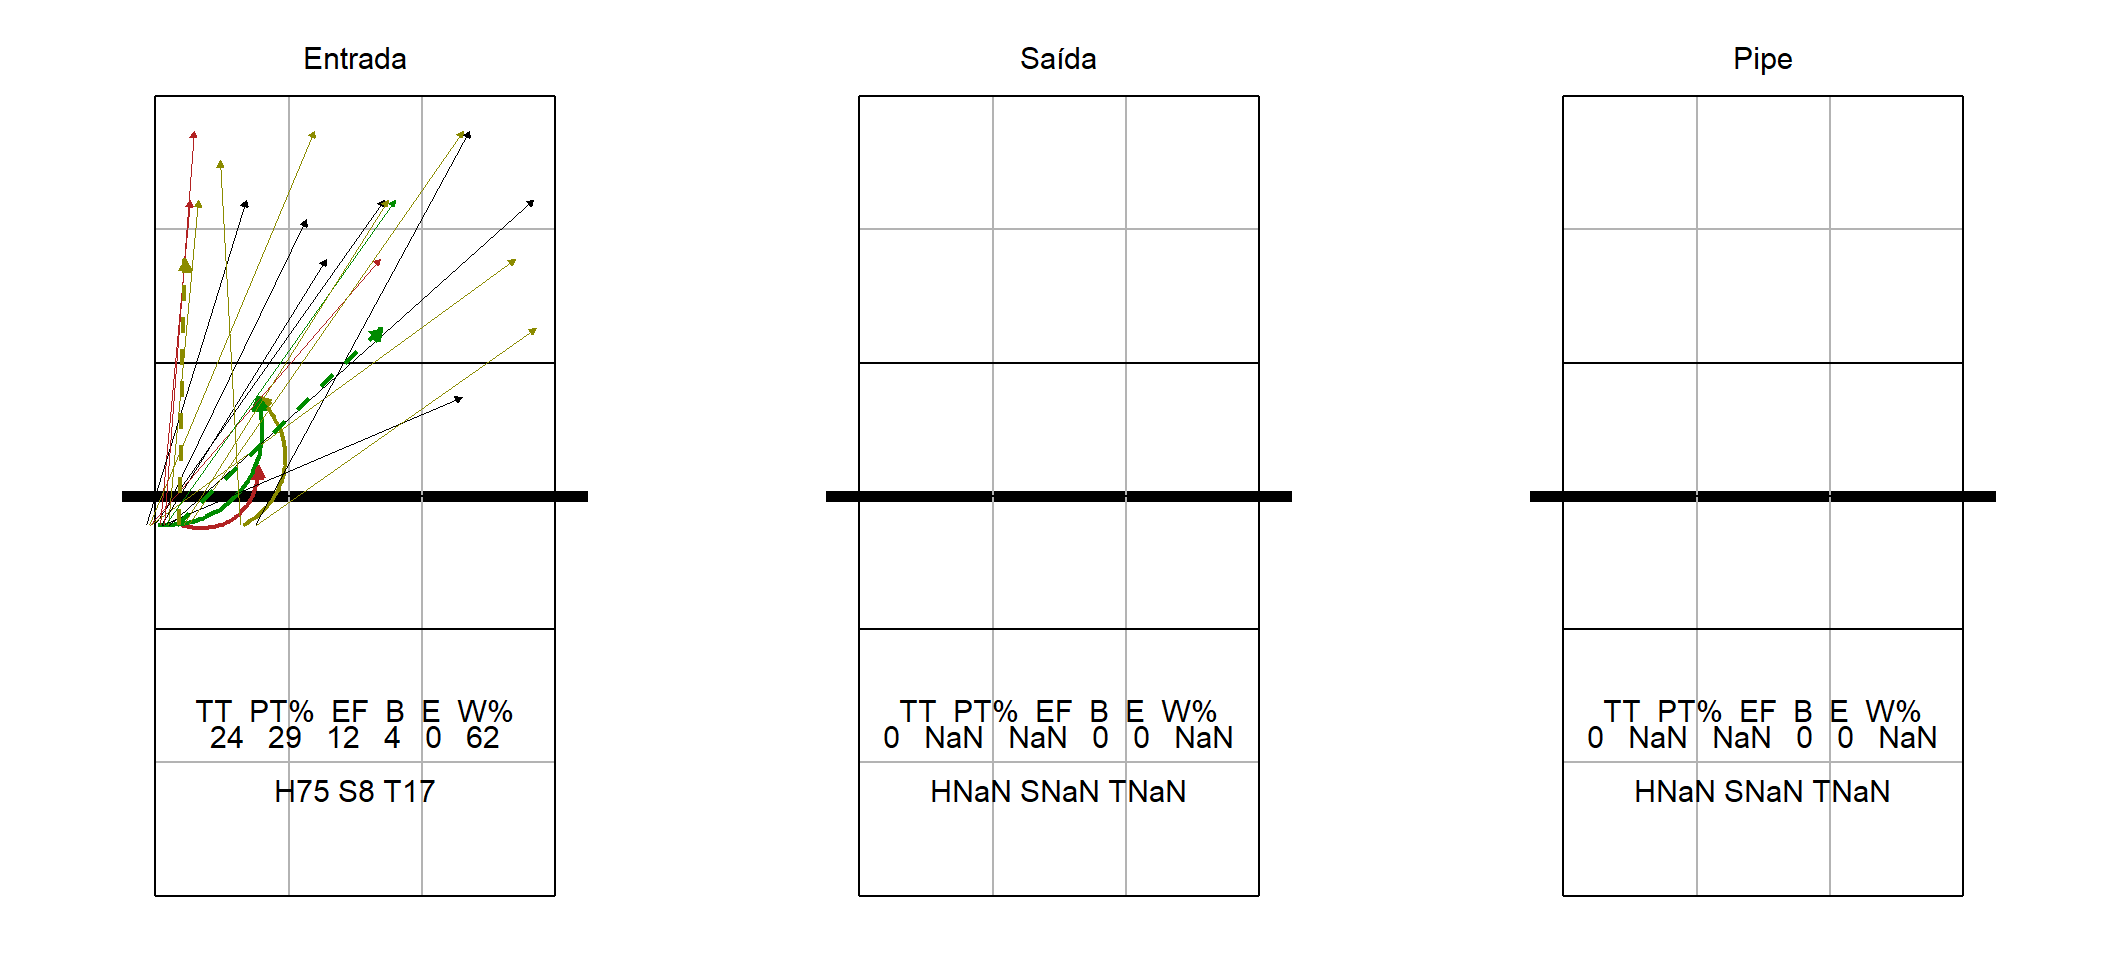 Entrada
TT PT% EF B E W%
24 29 12 4 0 62
H75 S8 T17
Saída
TT PT% EF B E W%
0 NaN NaN 0 0 NaN
HNaN SNaN TNaN
Pipe
TT PT% EF B E W%
0 NaN NaN 0 0 NaN
HNaN SNaN TNaN